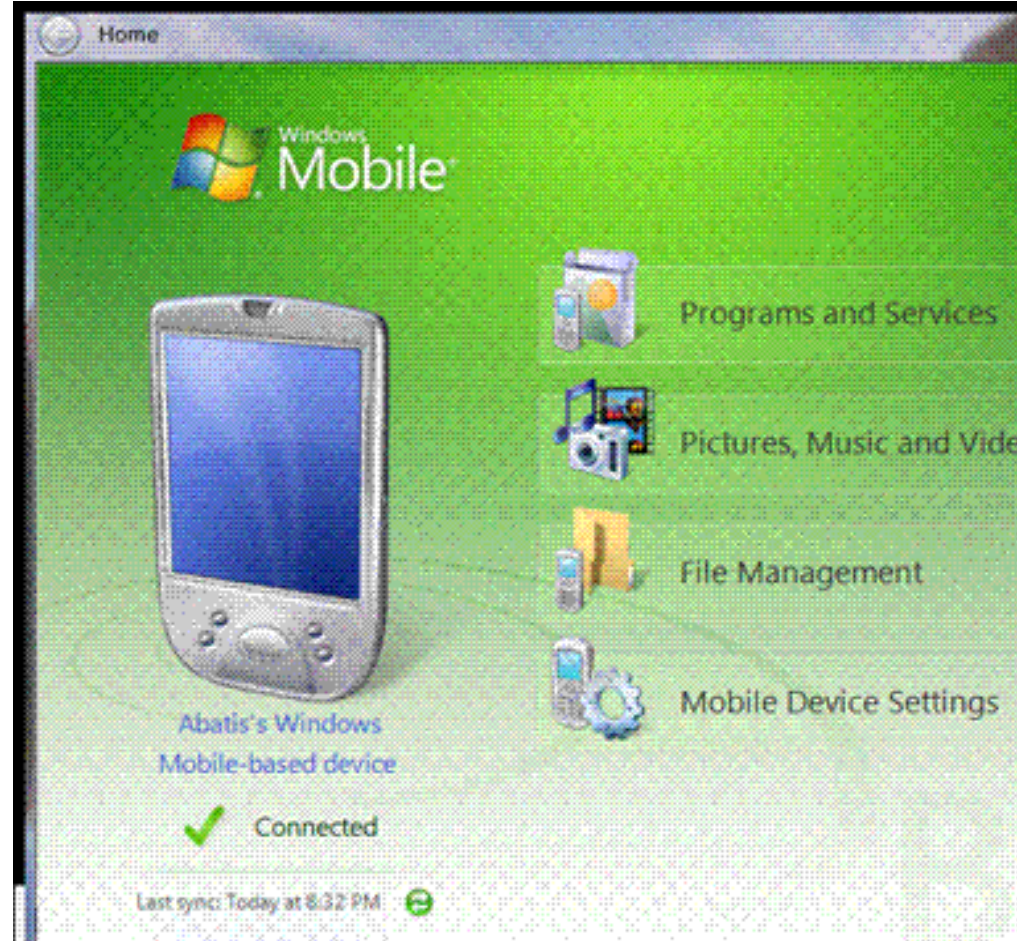 Home
Windows
Mobile
Programs and Services
Pictures, Music and Vide
File Management
Mobile Device Settings
Abatis's Windows
Mobile-based device
Connected
Last sync: Today at 8:32 PM